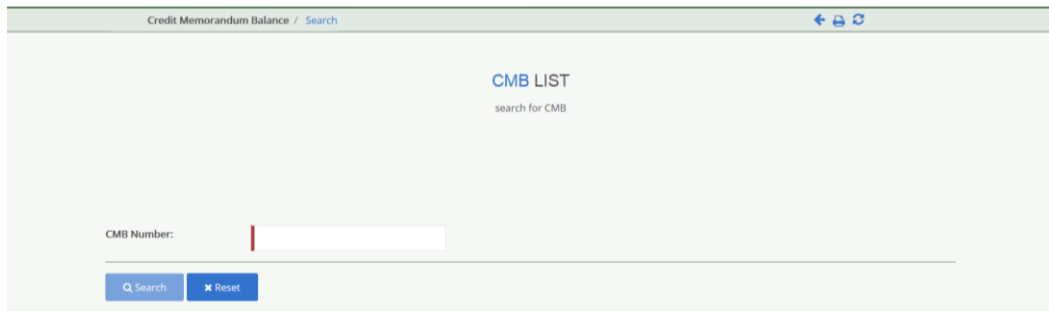 Credit Memorandum Balance / Search
CMB LIST
search for CMB
CMB Number:
Search
Reset